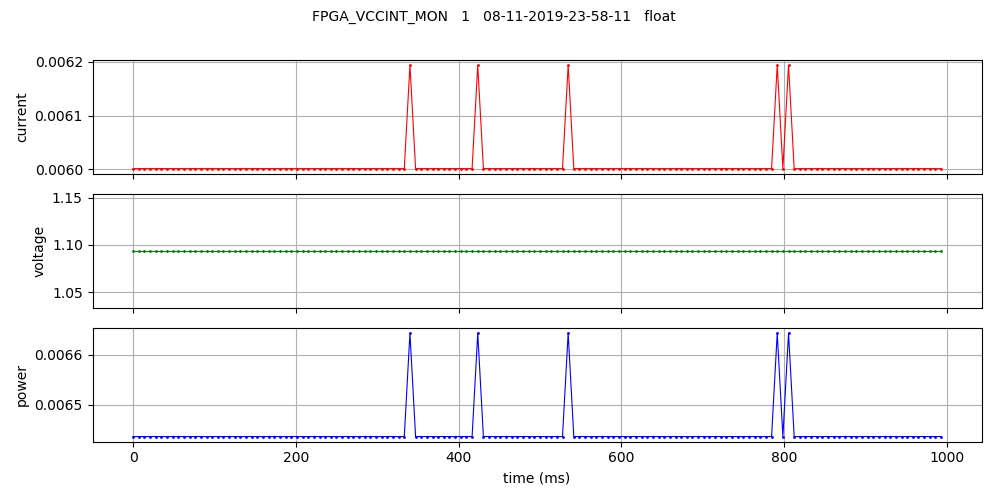 FPGA_VCCINT_MON 1 08-11-2019-23-58-11 float
0.0062
0.0061
0.0060
current
1.15
1.10
1.05
voltage
0.0066
0.0065
power
0 200 400 600 800 1000
time (ms)